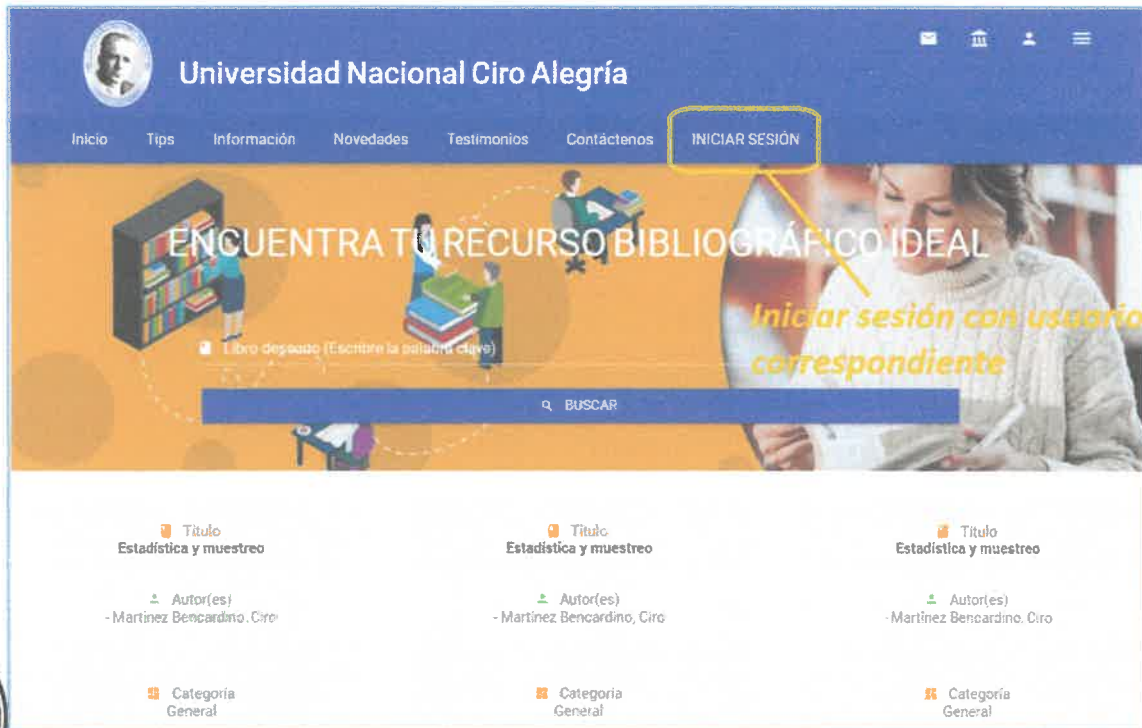 Universidad Nacional Ciro Alegría
Inicio Tips Información Novedades Testimonios Contáctenos INICIAR SESIÓN
ENCUENTRA TU RECURSO BIBLIOGRÁFICO IDEAL
Iniciar sesión con usuario
correspondiente
Libro deseado (Escribre la palabra clave)
BUSCAR
Título Título Título
Estadística y muestreo Estadística y muestreo Estadística y muestreo
Autor(es) Autor(es) Autor(es)
- Martinez Bencardino, Ciro - Martinez Bencardino, Ciro - Martinez Bencardino, Ciro
Categoría Categoría Categoría
General General General